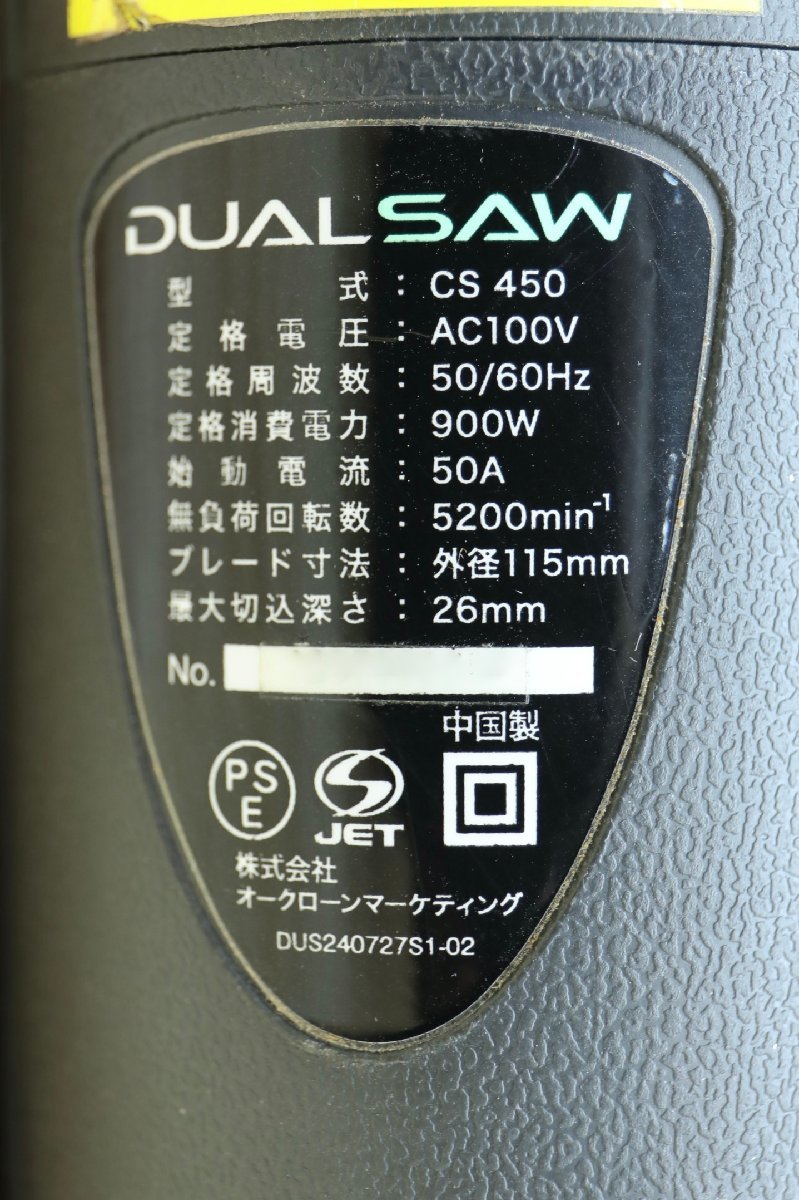 DUALSAW
型式：CS 450
定格電圧：AC100V
定格周波数：50/60Hz
定格消費電力：900W
始動電流：50A
無負荷回転数：5200min⁻¹
ブレード寸法：外径115mm
最大切込深さ：26mm
No.
中国製
PSE
JET
株式会社
オークローンマーケティング
DUS240727S1-02